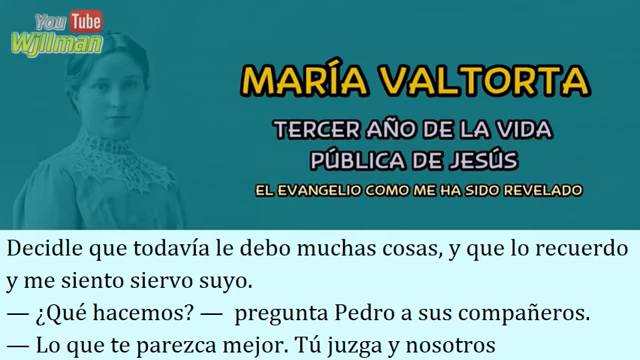 You Tube
Wjllman
MARÍA VALTORTA
TERCER AÑO DE LA VIDA
PÚBLICA DE JESÚS
EL EVANGELIO COMO ME HA SIDO REVELADO
Decidle que todavía le debo muchas cosas, y que lo recuerdo
y me siento siervo suyo.
— ¿Qué hacemos? — pregunta Pedro a sus compañeros.
— Lo que te parezca mejor. Tú juzga y nosotros